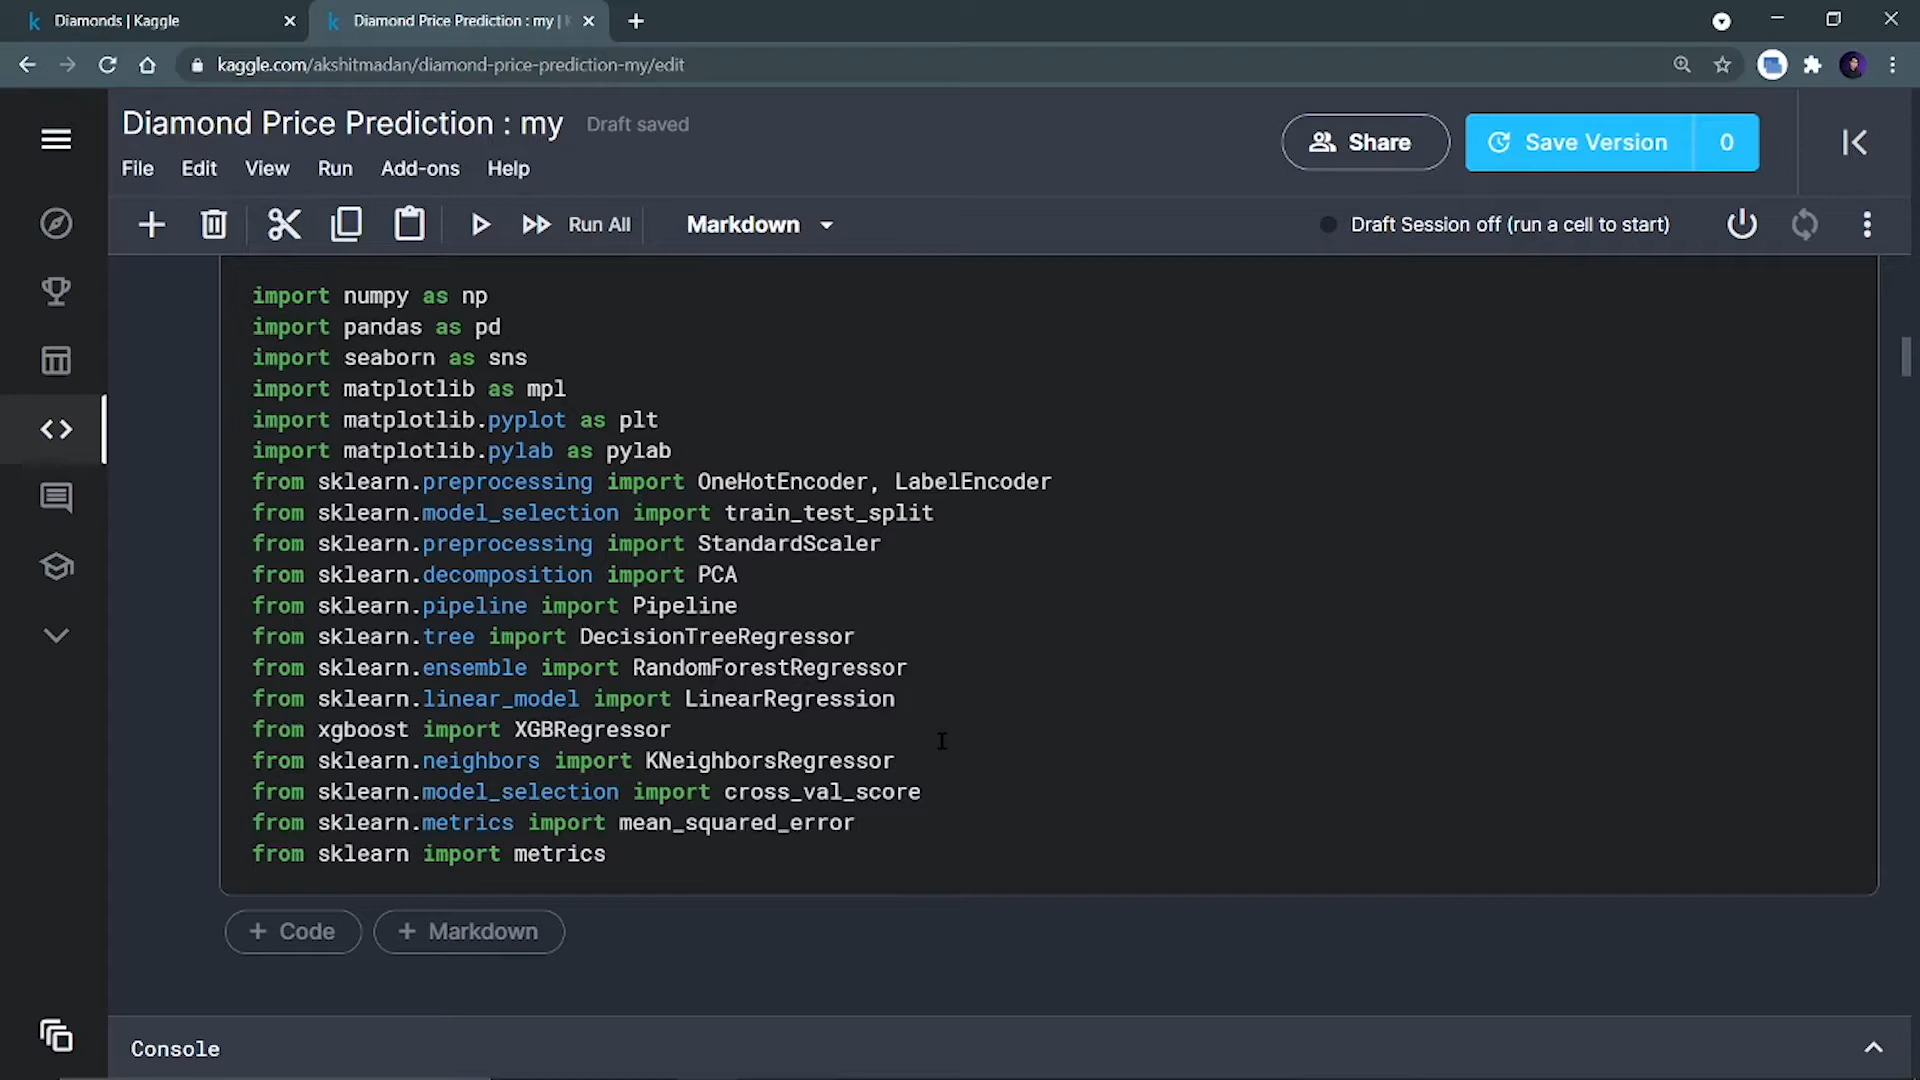 Diamonds | Kaggle
Diamond Price Prediction : my |
kaggle.com/akshitmadan/diamond-price-prediction-my/edit
Diamond Price Prediction : my Draft saved
Share
Save Version 0
File Edit View Run Add-ons Help
Run All
Markdown
Draft Session off (run a cell to start)
import numpy as np
import pandas as pd
import seaborn as sns
import matplotlib as mpl
import matplotlib.pyplot as plt
import matplotlib.pylab as pylab
from sklearn.preprocessing import OneHotEncoder, LabelEncoder
from sklearn.model_selection import train_test_split
from sklearn.preprocessing import StandardScaler
from sklearn.decomposition import PCA
from sklearn.pipeline import Pipeline
from sklearn.tree import DecisionTreeRegressor
from sklearn.ensemble import RandomForestRegressor
from sklearn.linear_model import LinearRegression
from xgboost import XGBRegressor
from sklearn.neighbors import KNeighborsRegressor
from sklearn.model_selection import cross_val_score
from sklearn.metrics import mean_squared_error
from sklearn import metrics
+ Code
+ Markdown
Console